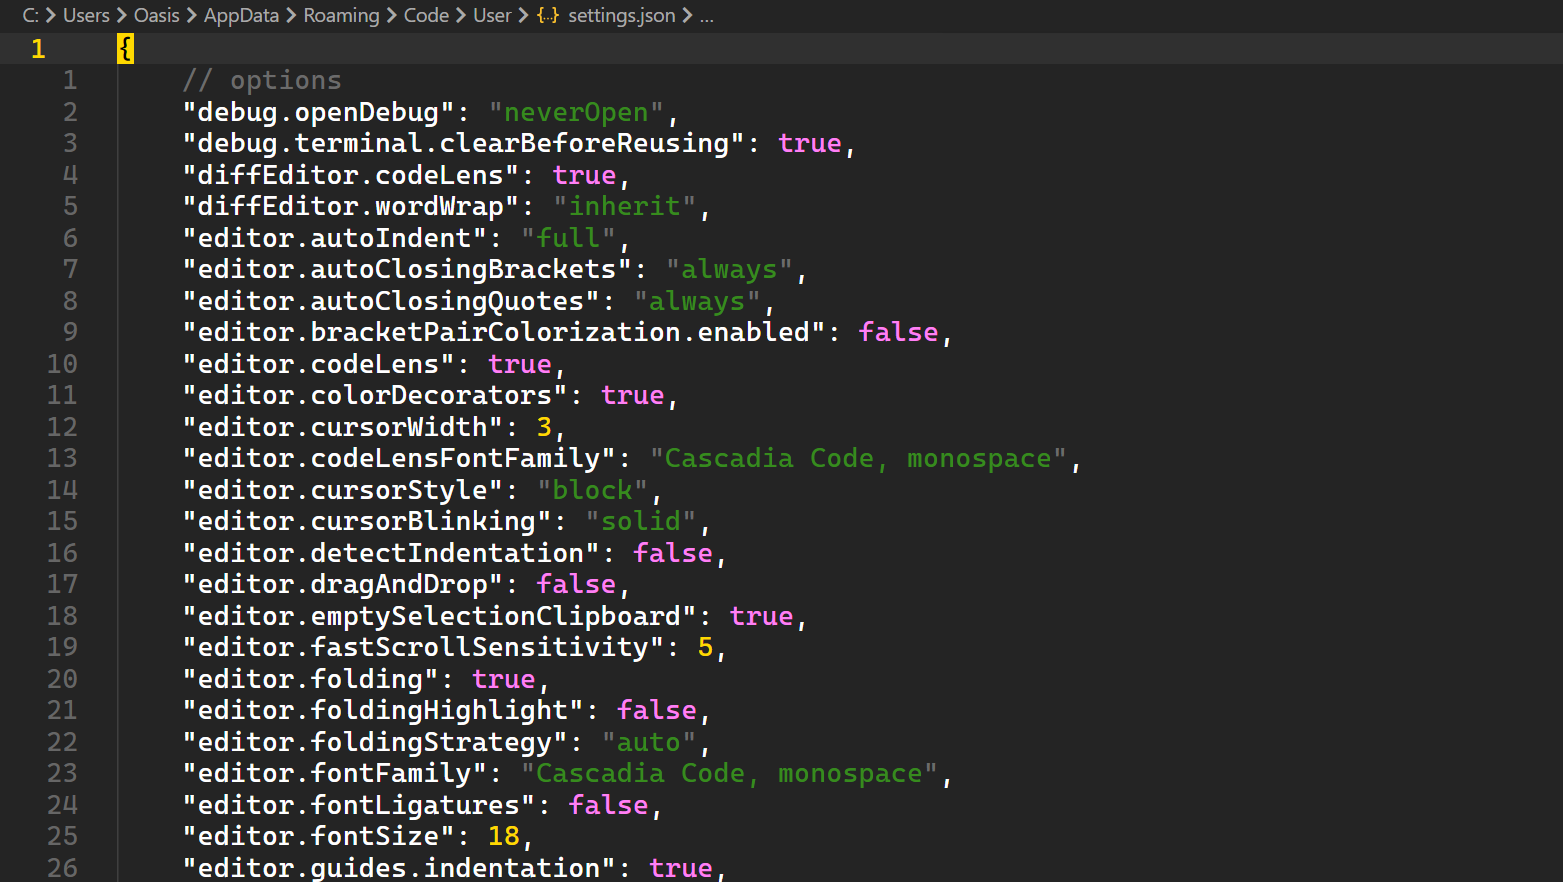 C: > Users > Oasis > AppData > Roaming > Code > User > {..} settings.json > ...
1 {
1 // options
2 "debug.openDebug": "neverOpen",
3 "debug.terminal.clearBeforeReusing": true,
4 "diffEditor.codeLens": true,
5 "diffEditor.wordWrap": "inherit",
6 "editor.autoIndent": "full",
7 "editor.autoClosingBrackets": "always",
8 "editor.autoClosingQuotes": "always",
9 "editor.bracketPairColorization.enabled": false,
10 "editor.codeLens": true,
11 "editor.colorDecorators": true,
12 "editor.cursorWidth": 3,
13 "editor.codeLensFontFamily": "Cascadia Code, monospace",
14 "editor.cursorStyle": "block",
15 "editor.cursorBlinking": "solid",
16 "editor.detectIndentation": false,
17 "editor.dragAndDrop": false,
18 "editor.emptySelectionClipboard": true,
19 "editor.fastScrollSensitivity": 5,
20 "editor.folding": true,
21 "editor.foldingHighlight": false,
22 "editor.foldingStrategy": "auto",
23 "editor.fontFamily": "Cascadia Code, monospace",
24 "editor.fontLigatures": false,
25 "editor.fontSize": 18,
26 "editor.guides.indentation": true,